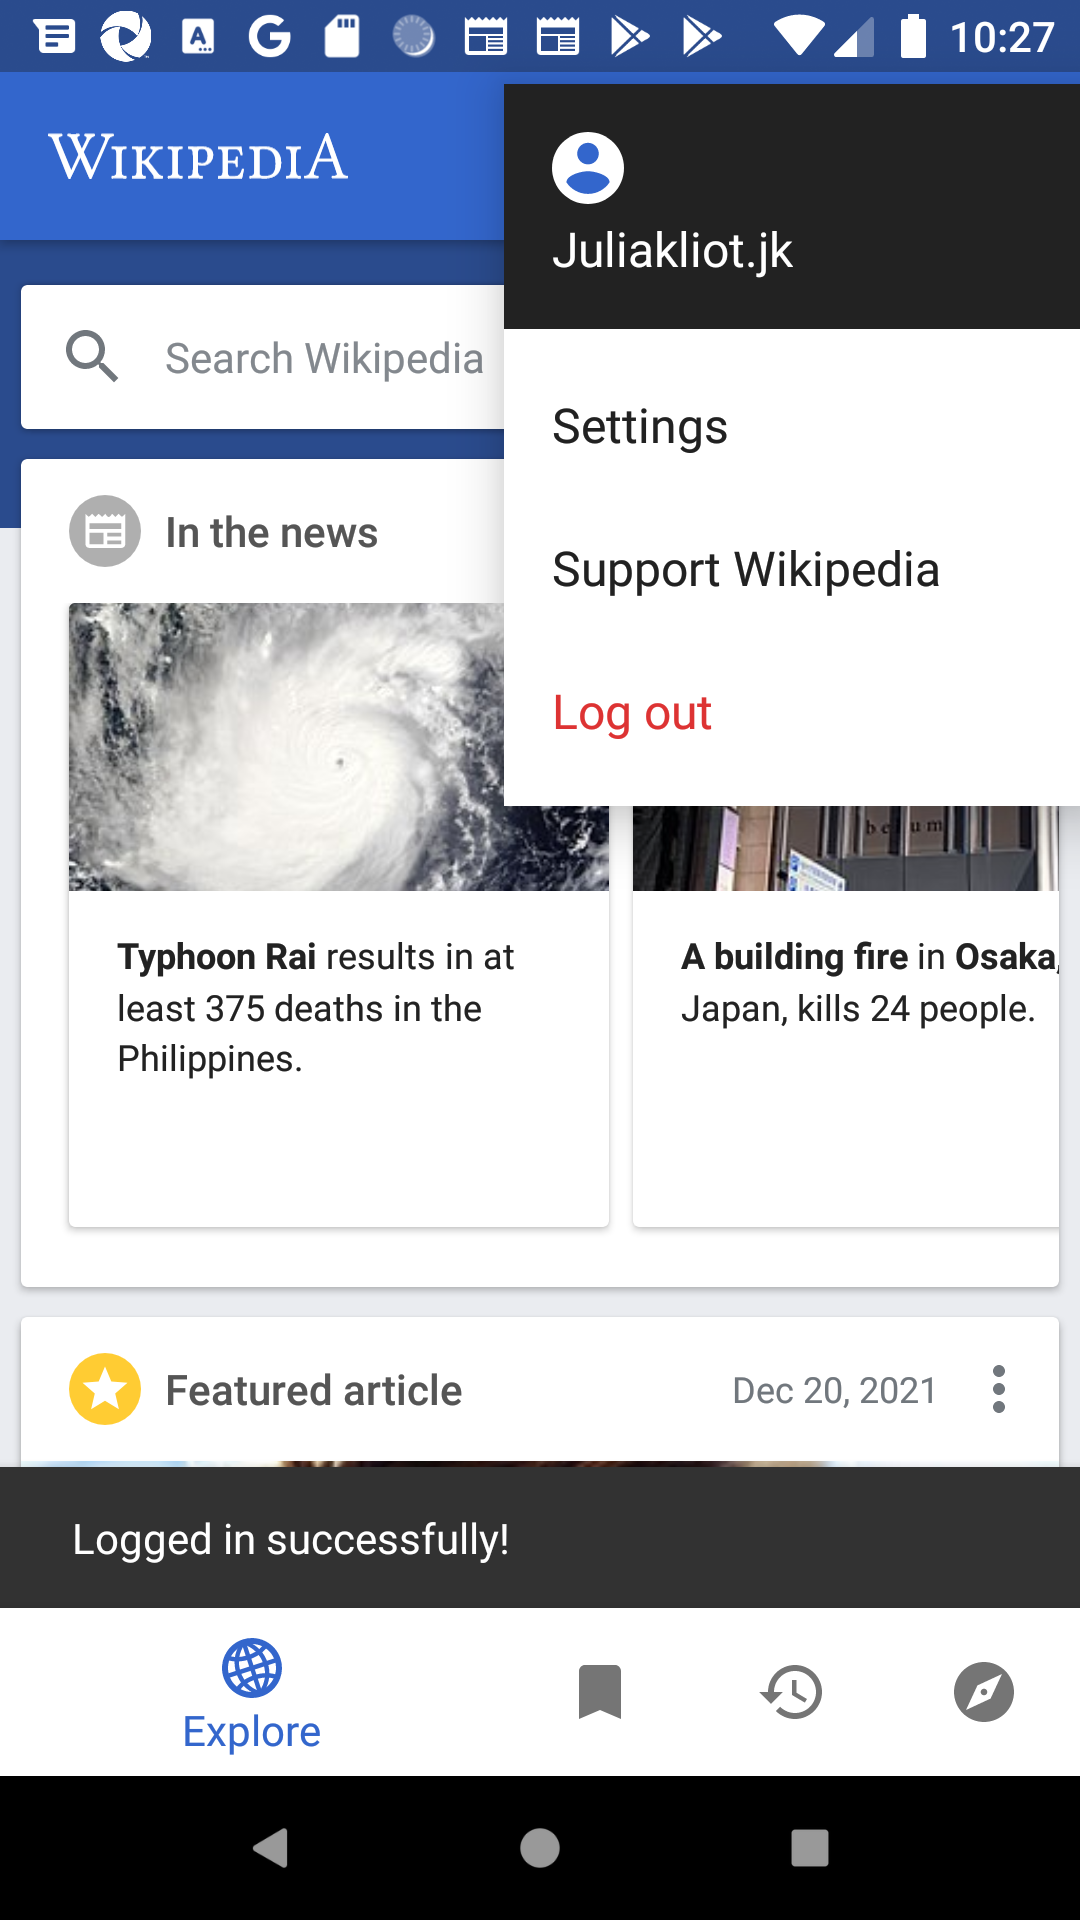 10:27
WIKIPEDIA
Juliakliot.jk
Search Wikipedia
Settings
Support Wikipedia
Log out
In the news
belum
Typhoon Rai results in at
least 375 deaths in the
Philippines.
A building fire in Osaka,
Japan, kills 24 people.
Featured article
Dec 20, 2021
Logged in successfully!
Explore